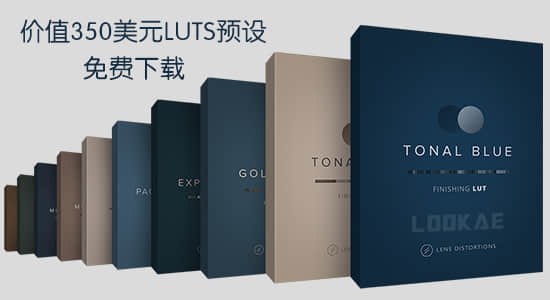 价值350美元LUTS预设
免费下载
TONAL BLUE
FINISHING LUT
LOOKAE
LENS DISTORTIONS
TONA
GOL
EXP
PAC